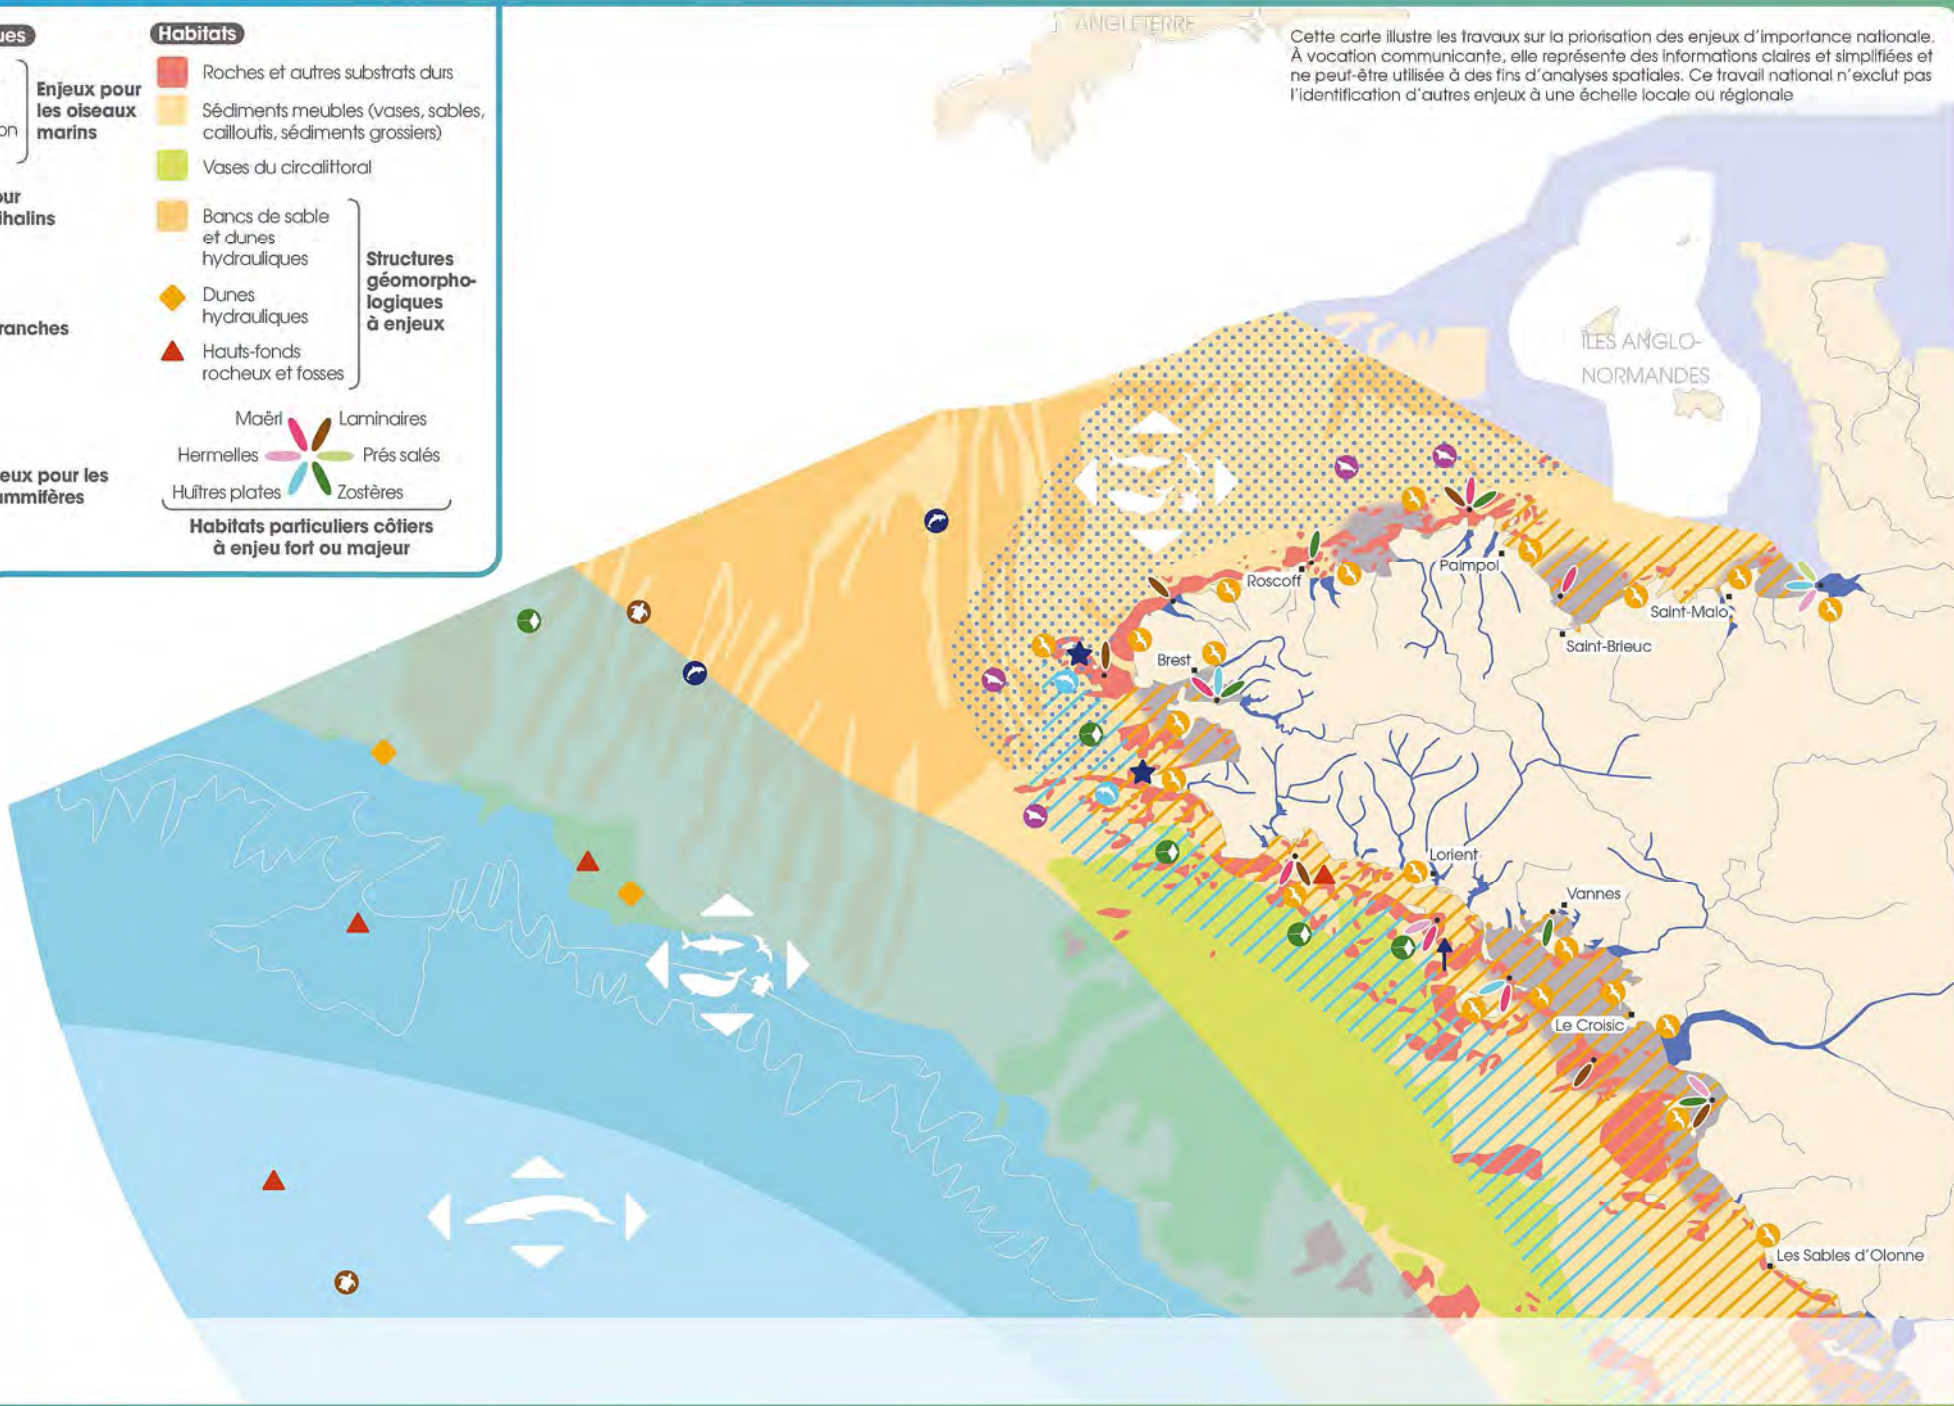 Habitats
Enjeux pour
les oiseaux
marins
Roches et autres substrats durs
Sédiments meubles (vases, sables,
cailloutis, sédiments grossiers)
Vases du circalittoral
Bancs de sable
et dunes
hydrauliques
Dunes
hydrauliques
Hauts-fonds
rocheux et fosses
Structures
géomorpho-
logiques
à enjeux
Maërl
Laminaires
Hermelles
Prés salés
Huîtres plates
Zostères
Habitats particuliers côtiers
à enjeu fort ou majeur
ues
on
our
ihalins
ranches
eux pour les
ammifères
ANGLETERRE
Cette carte illustre les travaux sur la priorisation des enjeux d'importance nationale.
À vocation communicante, elle représente des informations claires et simplifiées et
ne peut-être utilisée à des fins d'analyses spatiales. Ce travail national n'exclut pas
l'identification d'autres enjeux à une échelle locale ou régionale
ÎLES ANGLO-
NORMANDES
Roscoff
Paimpol
Saint-Malo
Saint-Brieuc
Brest
Lorient
Vannes
Le Croisic
Les Sables d'Olonne